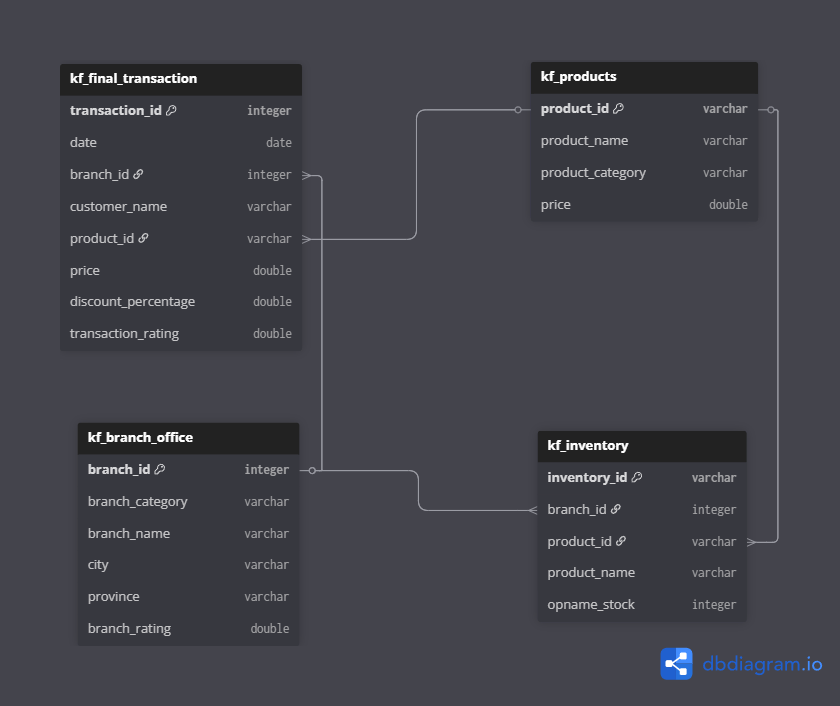 kf_final_transaction
transaction_id integer
date date
branch_id integer
customer_name varchar
product_id varchar
price double
discount_percentage double
transaction_rating double
kf_products
product_id varchar
product_name varchar
product_category varchar
price double
kf_branch_office
branch_id integer
branch_category varchar
branch_name varchar
city varchar
province varchar
branch_rating double
kf_inventory
inventory_id varchar
branch_id integer
product_id varchar
product_name varchar
opname_stock integer
dbdiagram.io